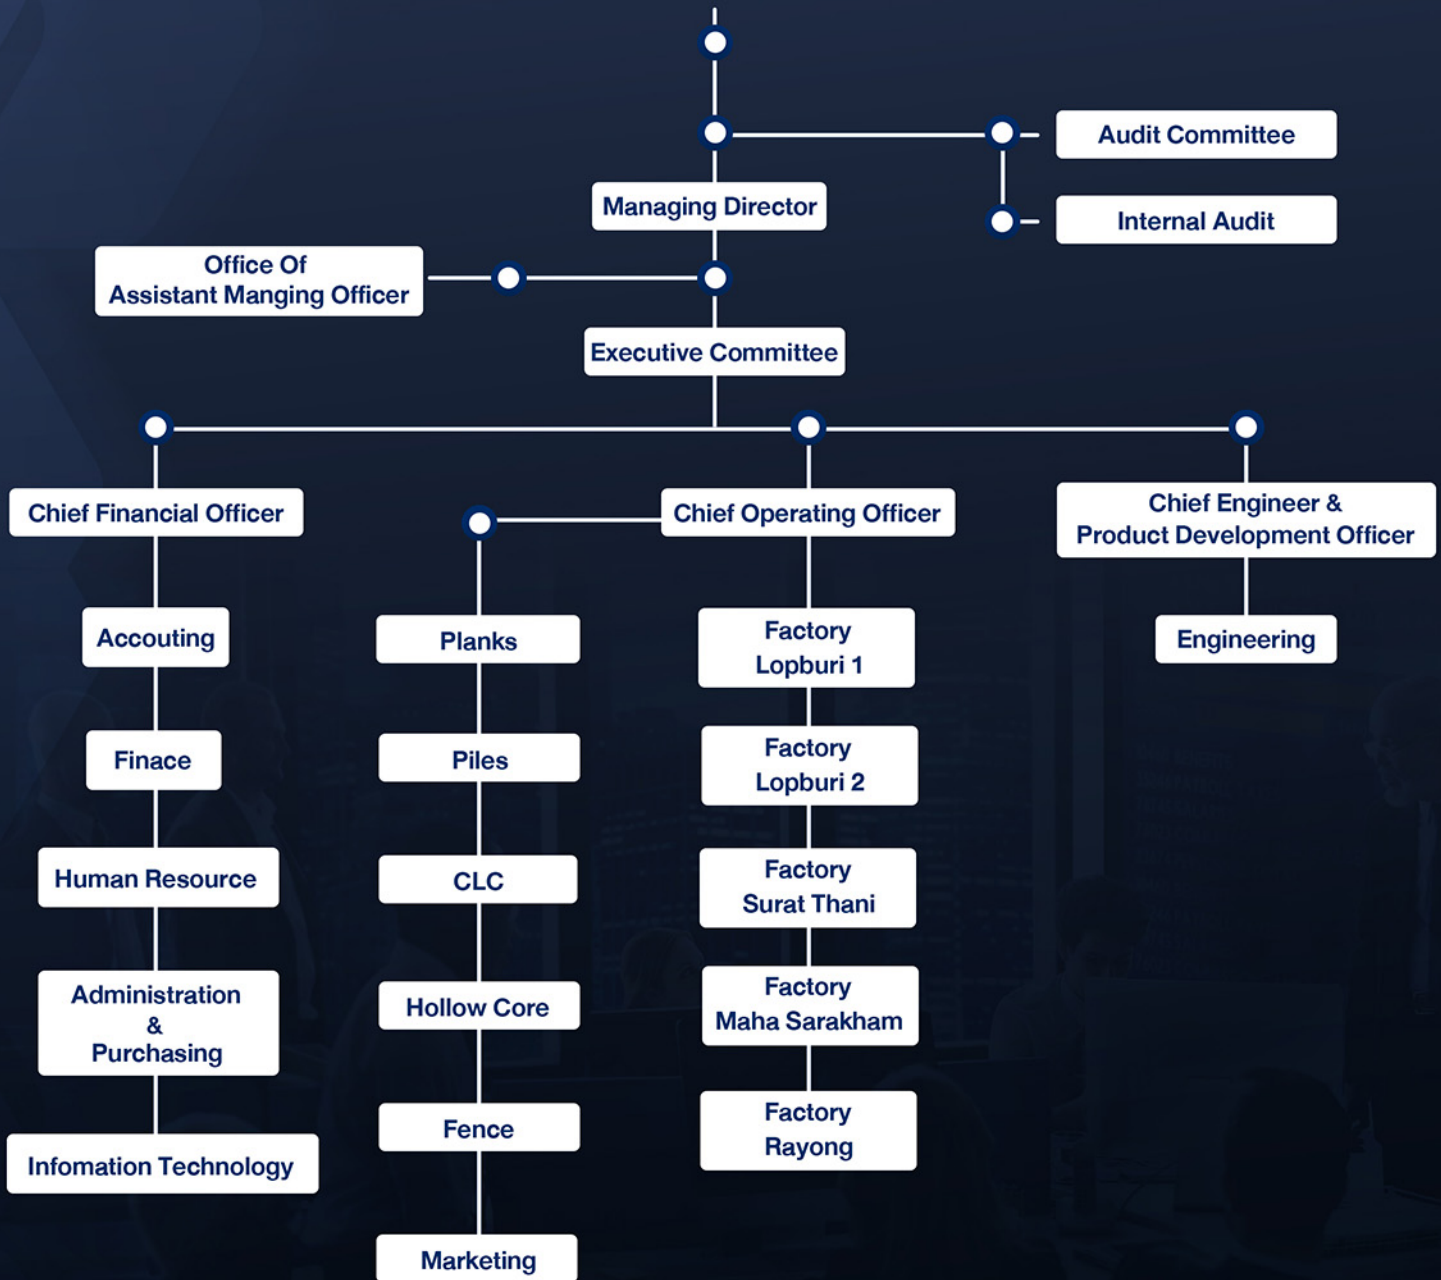 Audit Committee
Managing Director
Internal Audit
Office Of
Assistant Manging Officer
Executive Committee
Chief Financial Officer
Chief Operating Officer
Chief Engineer &
Product Development Officer
Accouting
Finace
Human Resource
Administration
&
Purchasing
Infomation Technology
Planks
Piles
CLC
Hollow Core
Fence
Marketing
Factory
Lopburi 1
Factory
Lopburi 2
Factory
Surat Thani
Factory
Maha Sarakham
Factory
Rayong
Engineering